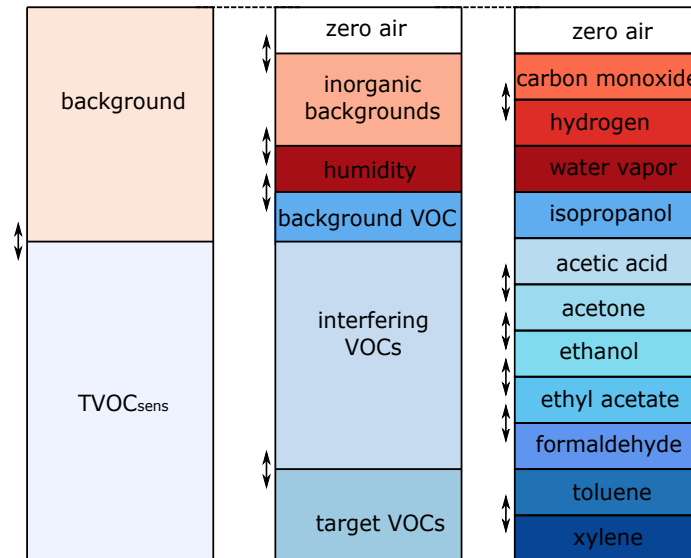 background
TVOCsens
zero air
inorganic
backgrounds
humidity
background VOC
interfering
VOCs
target VOCs
zero air
carbon monoxide
hydrogen
water vapor
isopropanol
acetic acid
acetone
ethanol
ethyl acetate
formaldehyde
toluene
xylene